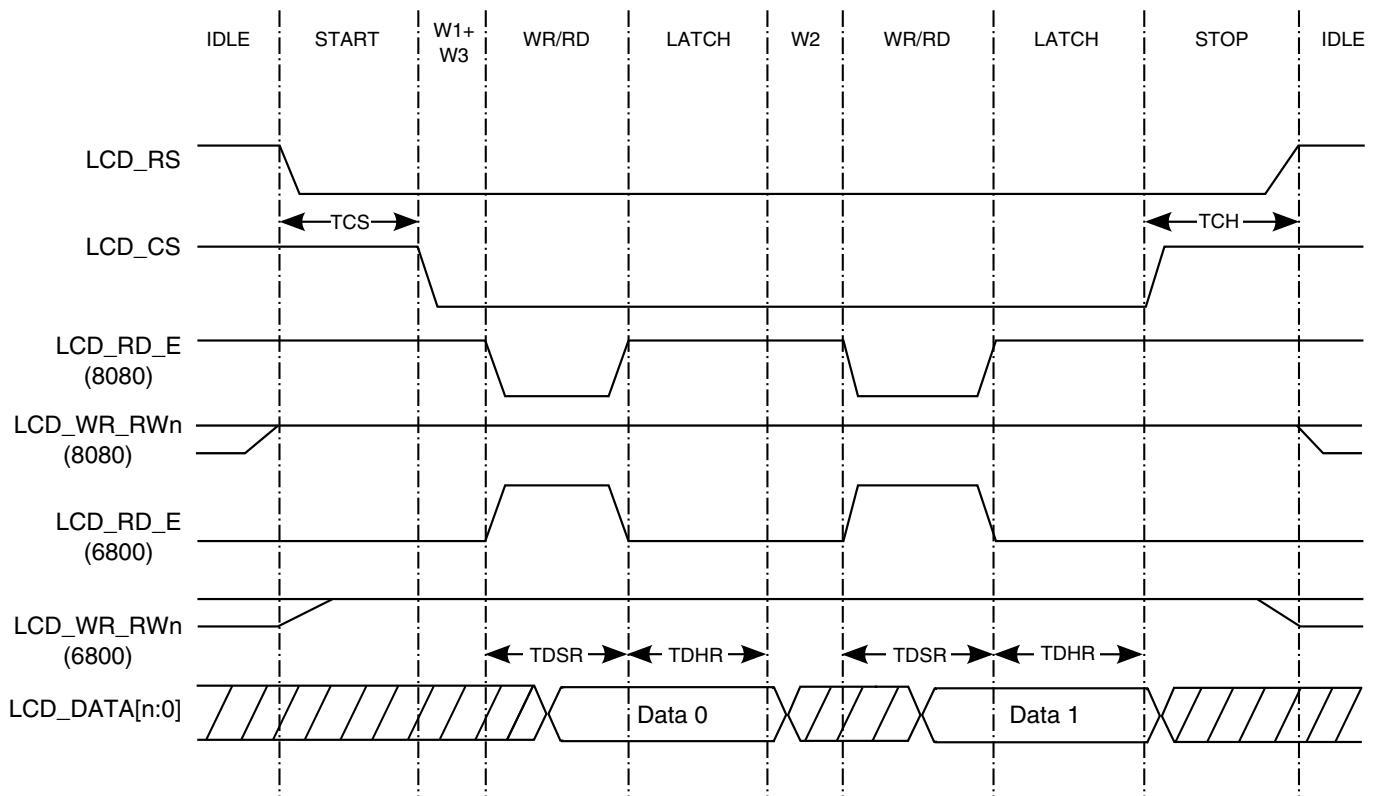 IDLE START W1+ WR/RD LATCH W2 WR/RD LATCH STOP IDLE
W3
LCD_RS
TCS TCH
LCD_CS
LCD_RD_E
(8080)
LCD_WR_RWn
(8080)
LCD_RD_E
(6800)
LCD_WR_RWn
(6800)
TDSR TDHR TDSR TDHR
LCD_DATA[n:0] Data 0 Data 1